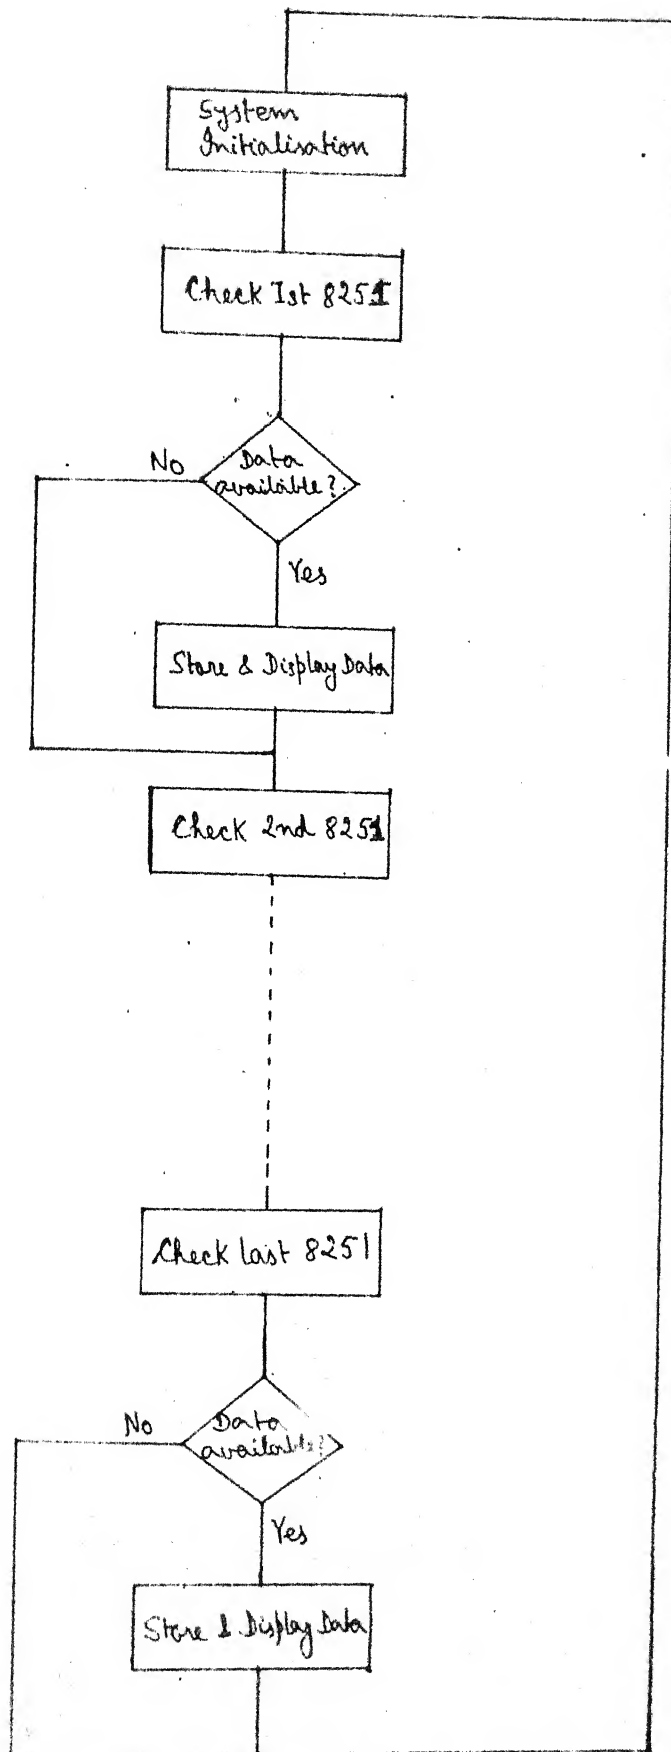 System
Initialisation
Check Ist 8251
Data
available?
No
Yes
Store & Display Data
Check 2nd 8251
Check last 8251
Data
available?
No
Yes
Store & Display Data